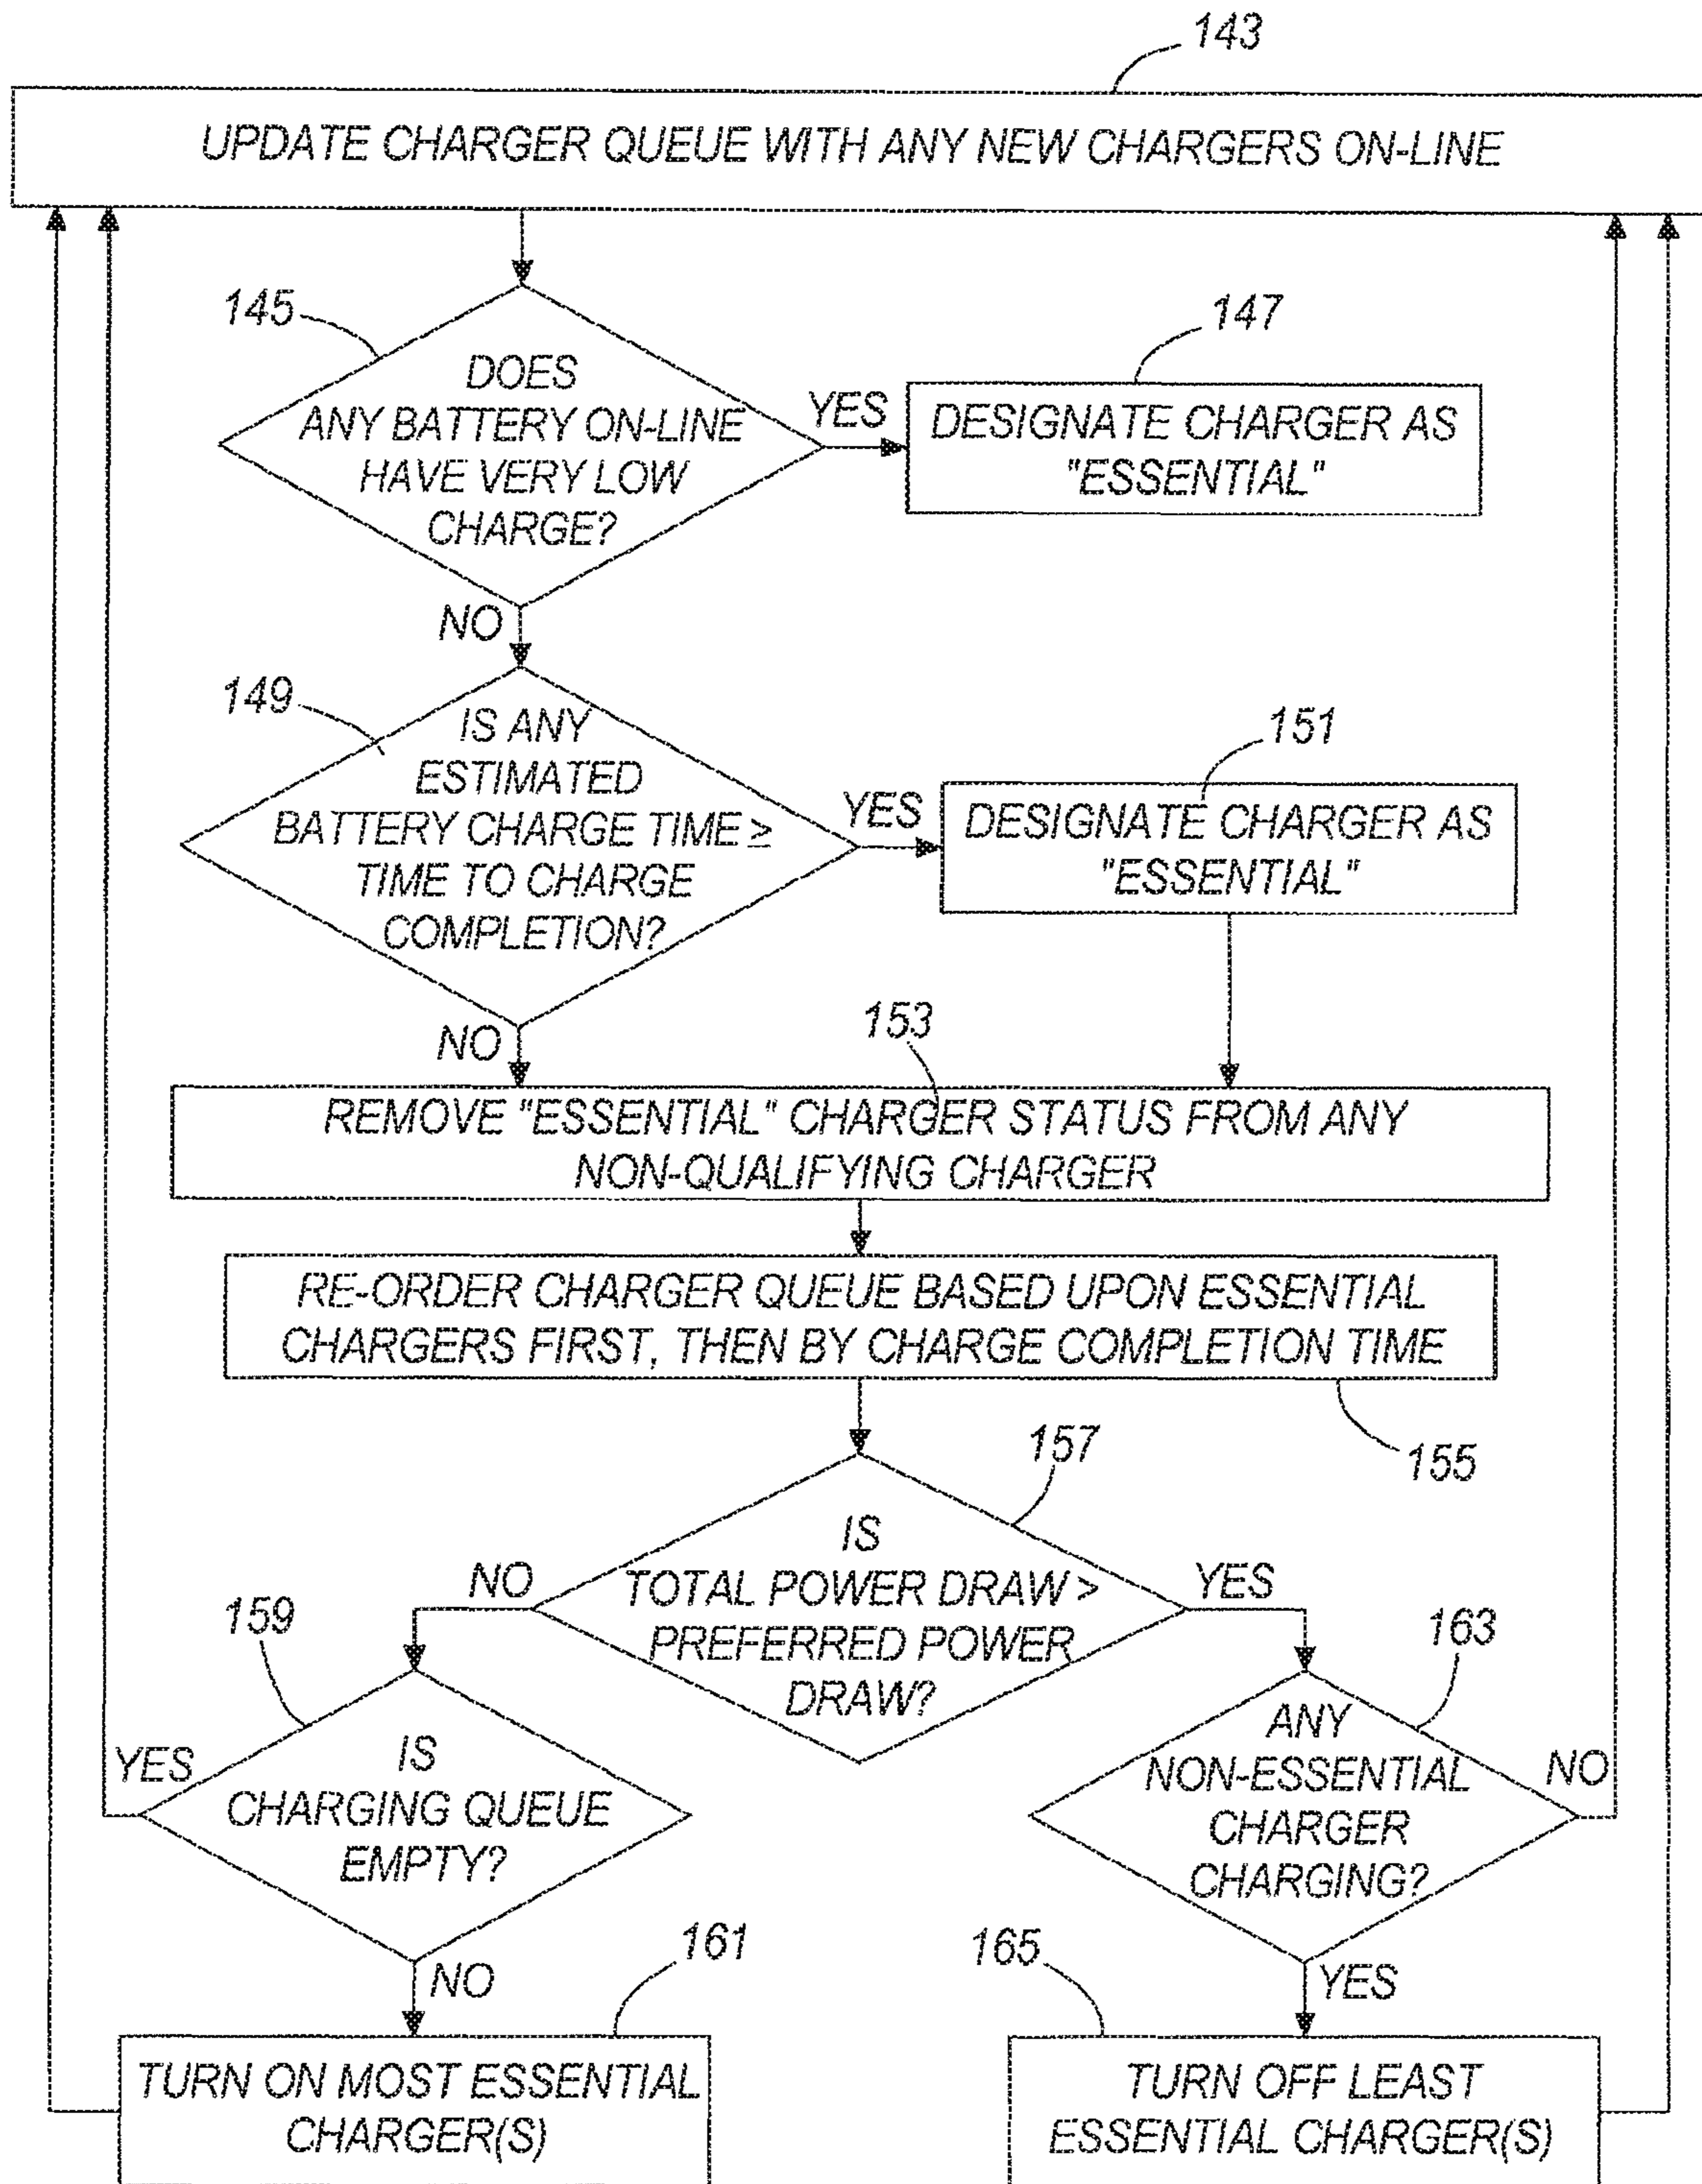 143
UPDATE CHARGER QUEUE WITH ANY NEW CHARGERS ON-LINE
145
DOES
ANY BATTERY ON-LINE
HAVE VERY LOW
CHARGE?
YES
147
DESIGNATE CHARGER AS
"ESSENTIAL"
NO
149
IS ANY
ESTIMATED
BATTERY CHARGE TIME ≥
TIME TO CHARGE
COMPLETION?
YES
151
DESIGNATE CHARGER AS
"ESSENTIAL"
NO
153
REMOVE "ESSENTIAL" CHARGER STATUS FROM ANY
NON-QUALIFYING CHARGER
RE-ORDER CHARGER QUEUE BASED UPON ESSENTIAL
CHARGERS FIRST, THEN BY CHARGE COMPLETION TIME
155
157
IS
TOTAL POWER DRAW >
PREFERRED POWER
DRAW?
NO
YES
159
IS
CHARGING QUEUE
EMPTY?
YES
NO
163
ANY
NON-ESSENTIAL
CHARGER
CHARGING?
NO
YES
161
TURN ON MOST ESSENTIAL
CHARGER(S)
165
TURN OFF LEAST
ESSENTIAL CHARGER(S)